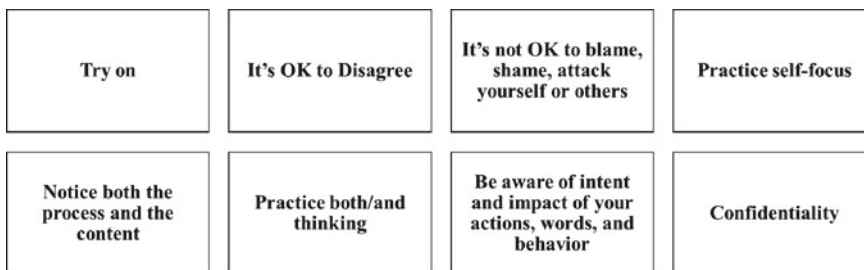 Try on
It's OK to Disagree
It's not OK to blame,
shame, attack
yourself or others
Practice self-focus
Notice both the
process and the
content
Practice both/and
thinking
Be aware of intent
and impact of your
actions, words, and
behavior
Confidentiality